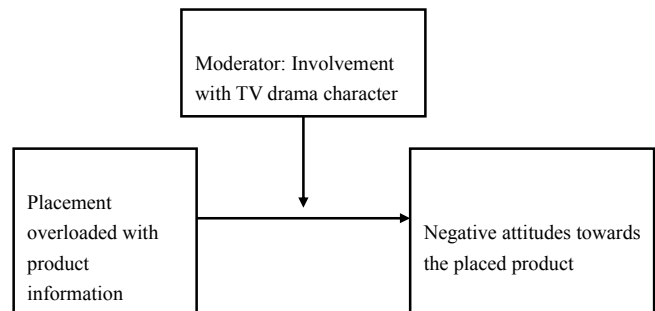 Moderator: Involvement
with TV drama character
Placement
overloaded with
product
information
Negative attitudes towards
the placed product